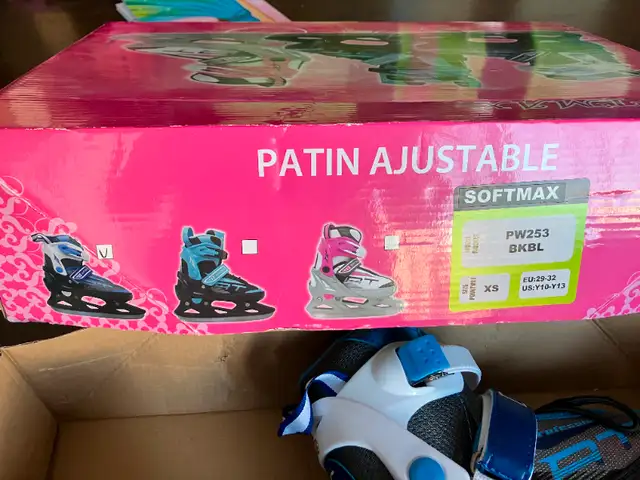 PATIN AJUSTABLE
SOFTMAX
PW253
BKBL
XS
EU:29-32
US:Y10-Y13